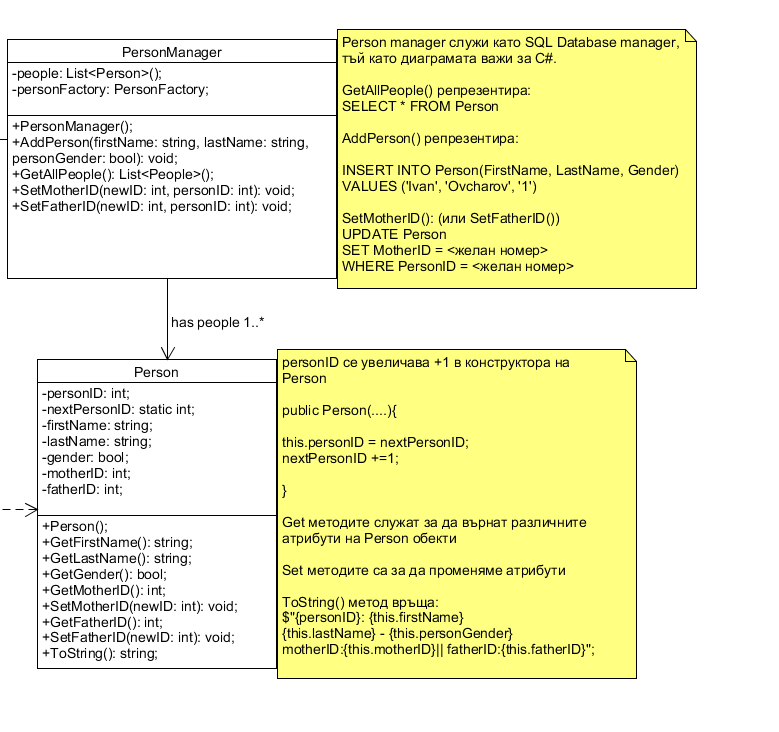 PersonManager
-people: List<Person>();
-personFactory: PersonFactory;
+PersonManager();
+AddPerson(firstName: string, lastName: string,
personGender: bool): void;
+GetAllPeople(): List<People>();
+SetMotherID(newID: int, personID: int): void;
+SetFatherID(newID: int, personID: int): void;
Person manager служи като SQL Database manager,
тъй като диаграмата важи за C#.
GetAllPeople() репрезентира:
SELECT * FROM Person
AddPerson() репрезентира:
INSERT INTO Person(FirstName, LastName, Gender)
VALUES ('Ivan', 'Ovcharov', '1')
SetMotherID(): (или SetFatherID())
UPDATE Person
SET MotherID = <желан номер>
WHERE PersonID = <желан номер>
has people 1..*
Person
-personID: int;
-nextPersonID: static int;
-firstName: string;
-lastName: string;
-gender: bool;
-motherID: int;
-fatherID: int;
+Person();
+GetFirstName(): string;
+GetLastName(): string;
+GetGender(): bool;
+GetMotherID(): int;
+SetMotherID(newID: int): void;
+GetFatherID(): int;
+SetFatherID(newID: int): void;
+ToString(): string;
personID се увеличава +1 в конструктора на
Person
public Person(....){
this.personID = nextPersonID;
nextPersonID +=1;
}
Get методите служат за да върнат различните
атрибути на Person обекти
Set методите са за да променяме атрибути
ToString() метод връща:
$"{personID}: {this.firstName}
{this.lastName} - {this.personGender}
motherID:{this.motherID}|| fatherID:{this.fatherID}";